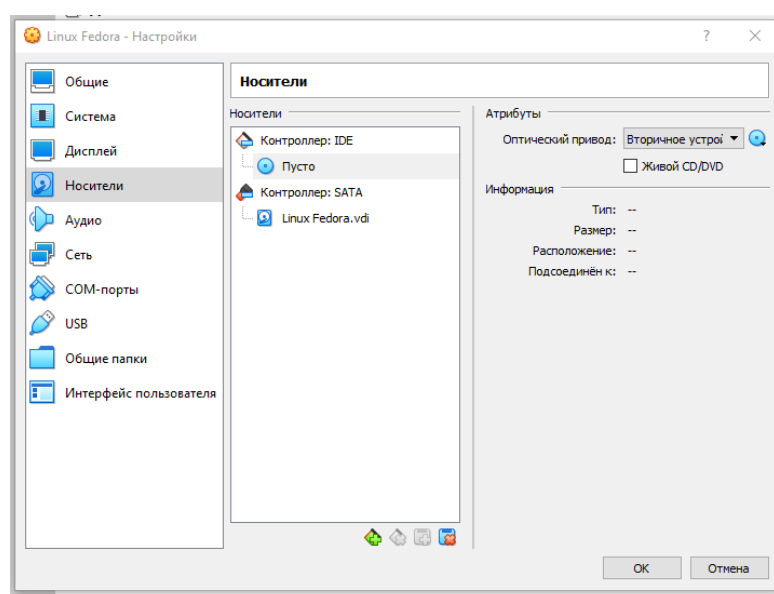 Linux Fedora - Настройки
?
Общие
Система
Дисплей
Носители
Аудио
Сеть
COM-порты
USB
Общие папки
Интерфейс пользователя
Носители
Носители
Контроллер: IDE
Пусто
Контроллер: SATA
Linux Fedora.vdi
Атрибуты
Оптический привод: Вторичное устрой
Живой CD/DVD
Информация
Тип: --
Размер: --
Расположение: --
Подсоединён к: --
OK Отмена